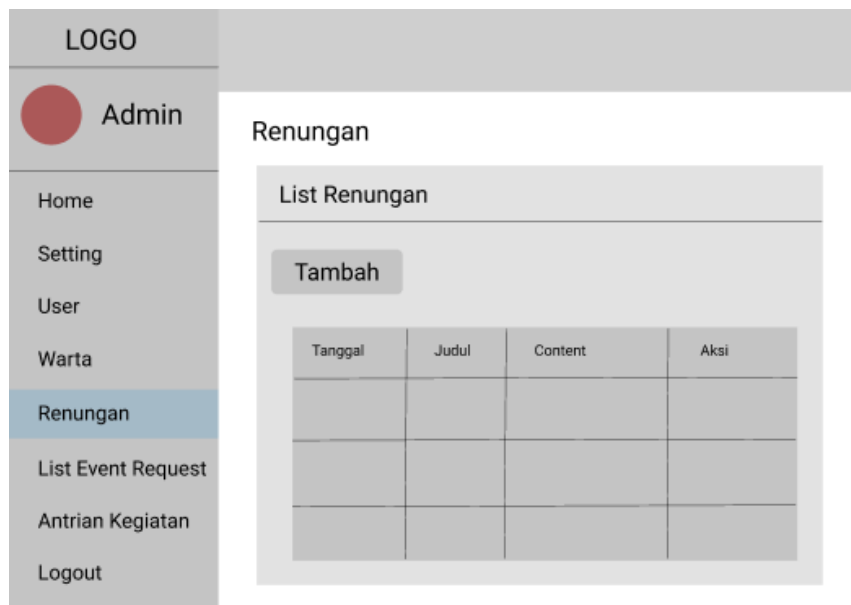 LOGO
Admin
Home
Setting
User
Warta
Renungan
List Event Request
Antrian Kegiatan
Logout
Renungan
List Renungan
Tambah
Tanggal Judul Content Aksi